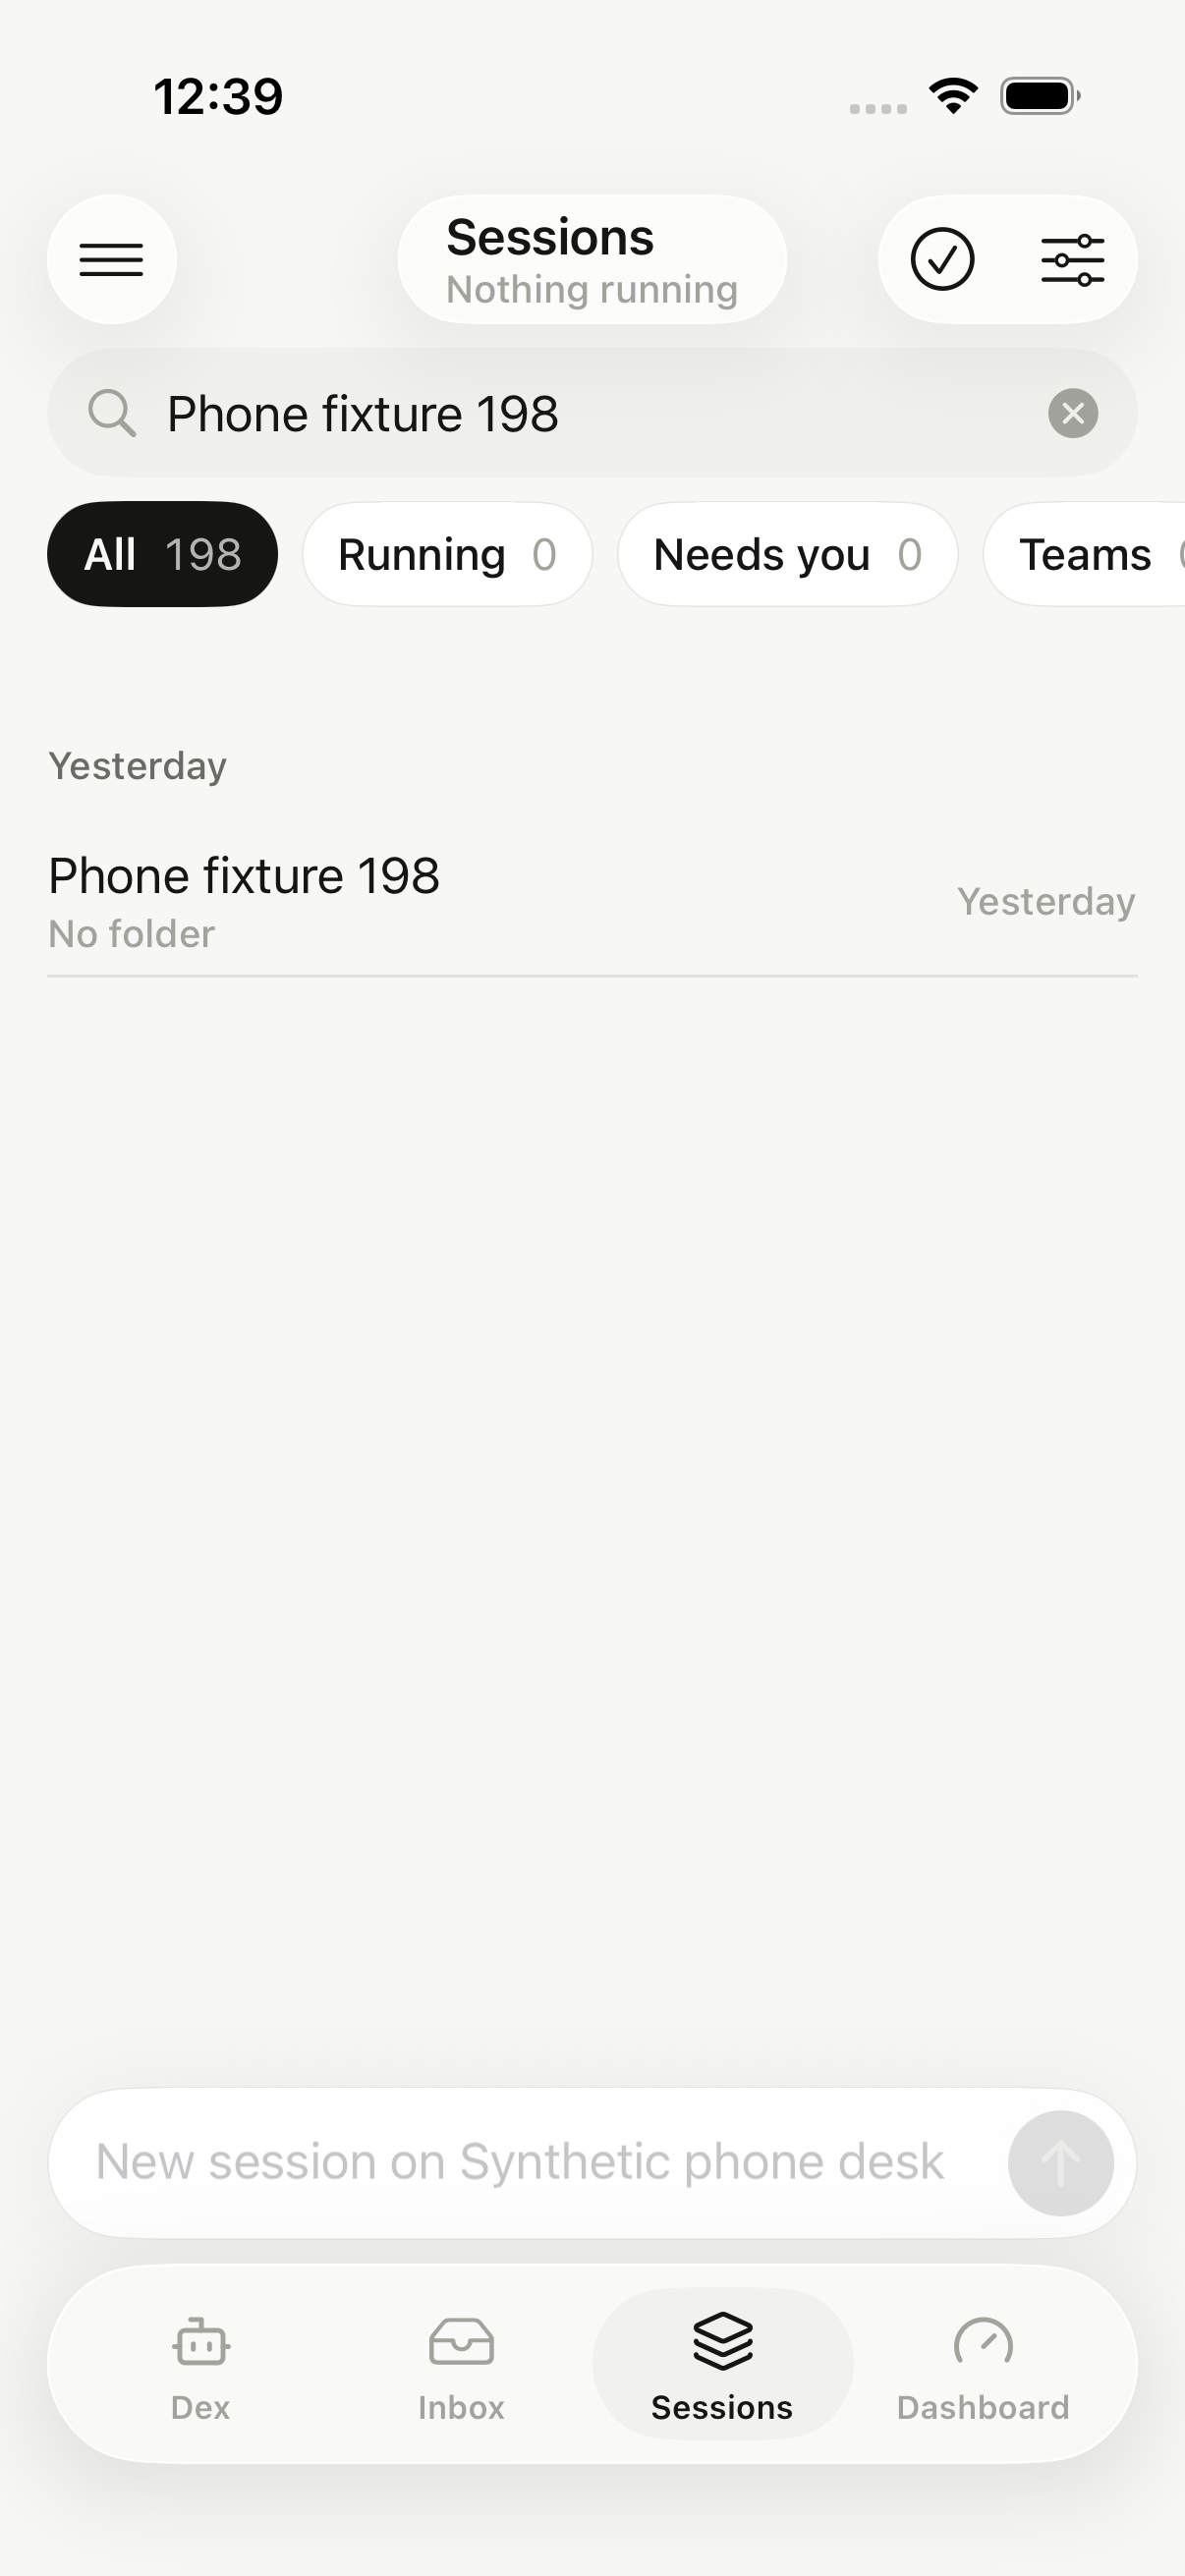 12:39
Sessions
Nothing running
Phone fixture 198
All 198
Running 0
Needs you 0
Teams
Yesterday
Phone fixture 198
No folder
Yesterday
New session on Synthetic phone desk
Dex
Inbox
Sessions
Dashboard